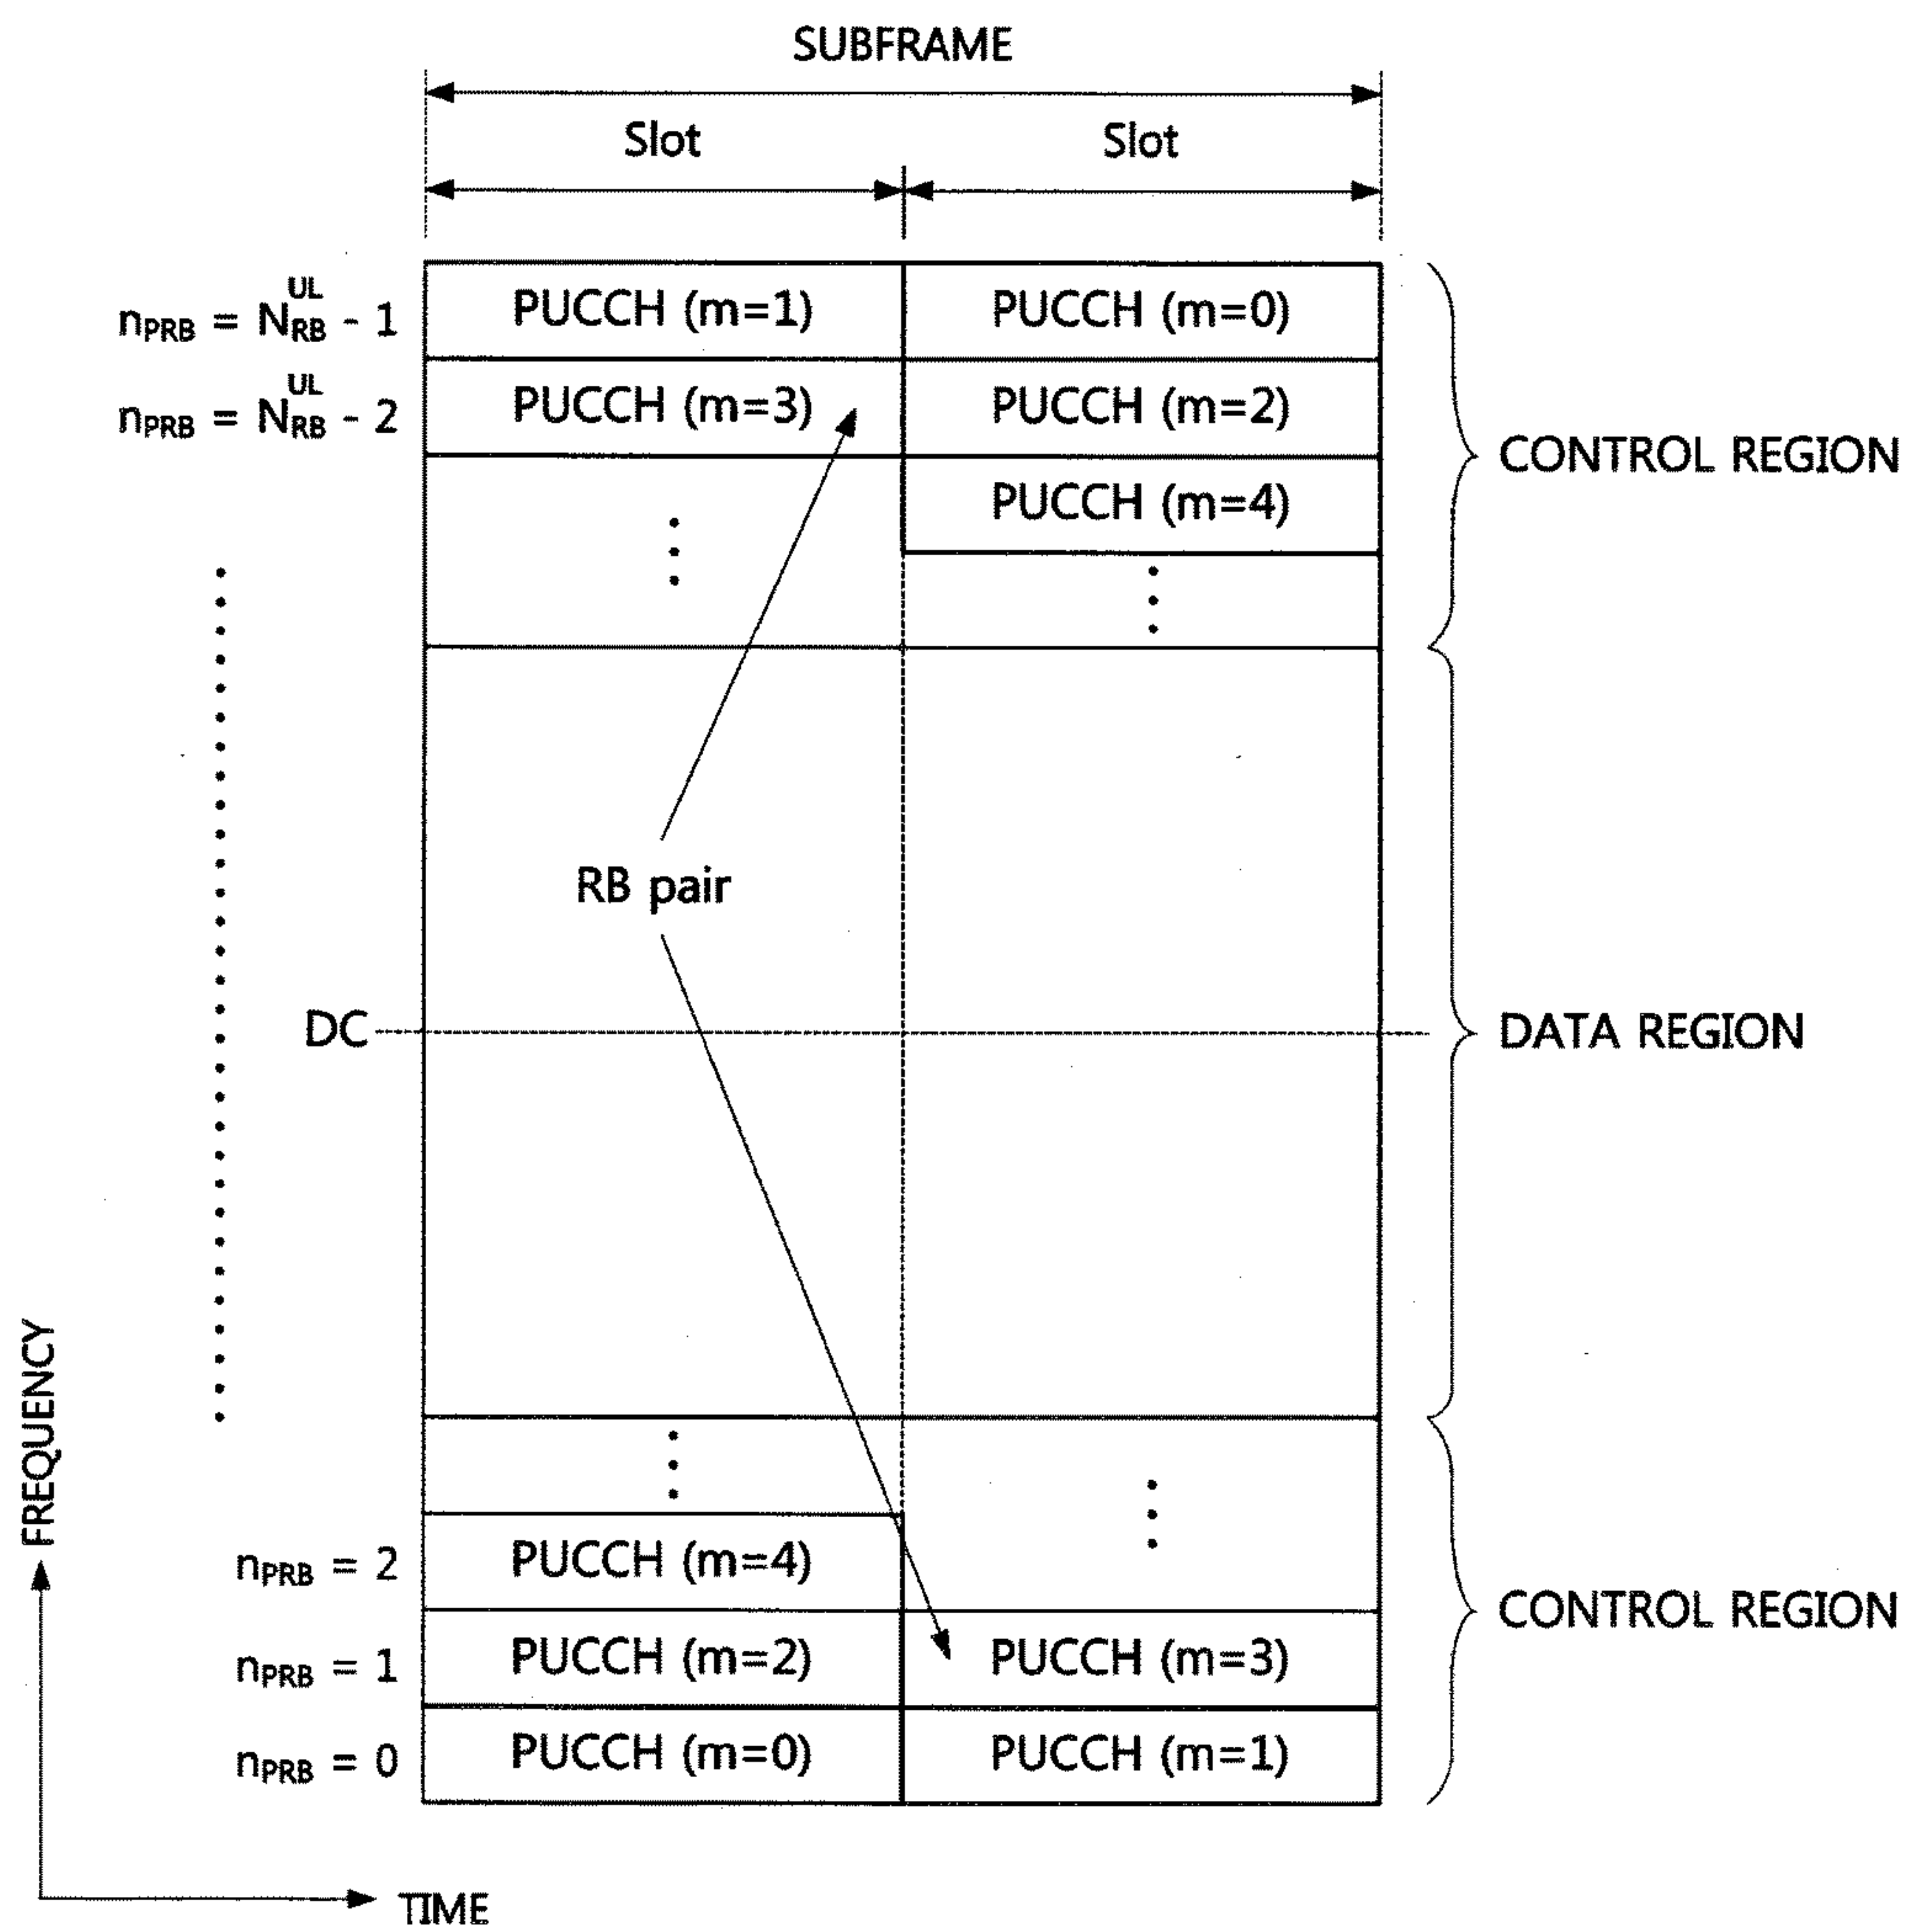 SUBFRAME
Slot Slot
n_PRB = N_RB^UL - 1 PUCCH (m=1) PUCCH (m=0)
n_PRB = N_RB^UL - 2 PUCCH (m=3) PUCCH (m=2)
CONTROL REGION
PUCCH (m=4)
RB pair
DC DATA REGION
n_PRB = 2 PUCCH (m=4)
CONTROL REGION
n_PRB = 1 PUCCH (m=2) PUCCH (m=3)
n_PRB = 0 PUCCH (m=0) PUCCH (m=1)
FREQUENCY
TIME